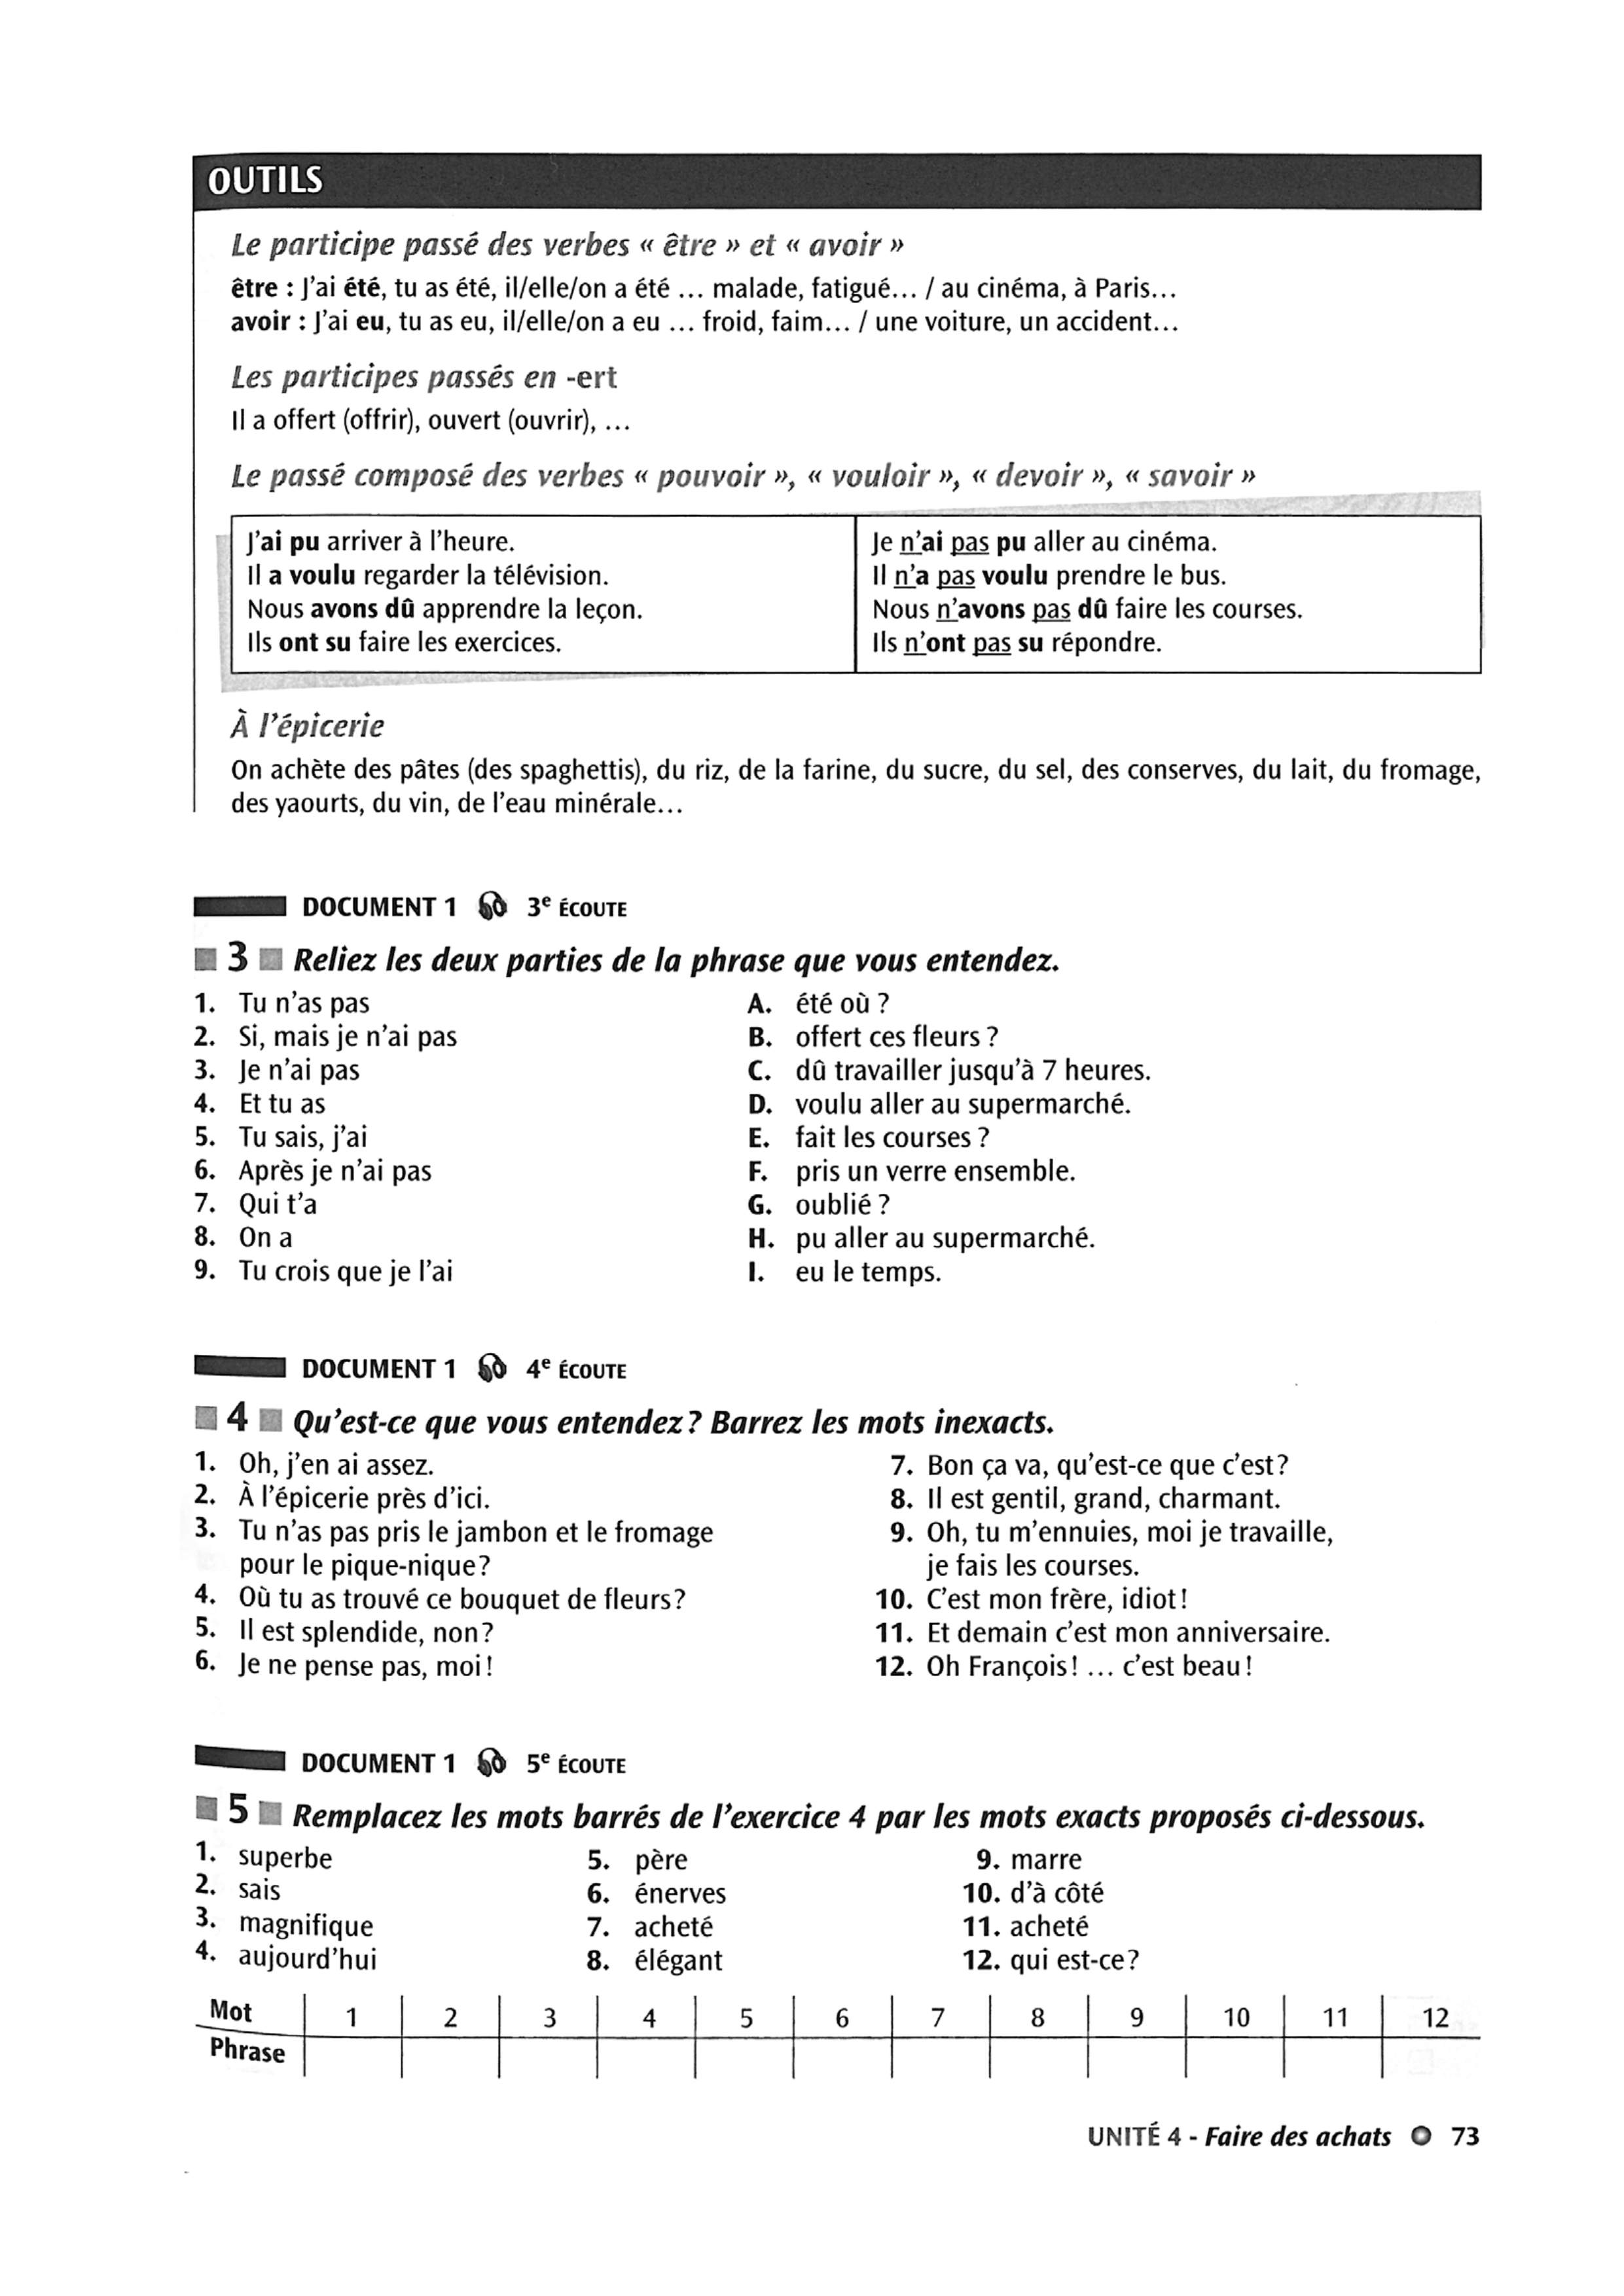 OUTILS
Le participe passé des verbes « être » et « avoir »
être : J'ai été, tu as été, il/elle/on a été … malade, fatigué… / au cinéma, à Paris…
avoir : J'ai eu, tu as eu, il/elle/on a eu … froid, faim… / une voiture, un accident…
Les participes passés en -ert
Il a offert (offrir), ouvert (ouvrir), …
Le passé composé des verbes « pouvoir », « vouloir », « devoir », « savoir »
J'ai pu arriver à l'heure.
Il a voulu regarder la télévision.
Nous avons dû apprendre la leçon.
Ils ont su faire les exercices.
Je n'ai pas pu aller au cinéma.
Il n'a pas voulu prendre le bus.
Nous n'avons pas dû faire les courses.
Ils n'ont pas su répondre.
À l'épicerie
On achète des pâtes (des spaghettis), du riz, de la farine, du sucre, du sel, des conserves, du lait, du fromage,
des yaourts, du vin, de l'eau minérale…
DOCUMENT 1 3e ÉCOUTE
3 Reliez les deux parties de la phrase que vous entendez.
1. Tu n'as pas
2. Si, mais je n'ai pas
3. Je n'ai pas
4. Et tu as
5. Tu sais, j'ai
6. Après je n'ai pas
7. Qui t'a
8. On a
9. Tu crois que je l'ai
A. été où ?
B. offert ces fleurs ?
C. dû travailler jusqu'à 7 heures.
D. voulu aller au supermarché.
E. fait les courses ?
F. pris un verre ensemble.
G. oublié ?
H. pu aller au supermarché.
I. eu le temps.
DOCUMENT 1 4e ÉCOUTE
4 Qu'est-ce que vous entendez ? Barrez les mots inexacts.
1. Oh, j'en ai assez.
2. À l'épicerie près d'ici.
3. Tu n'as pas pris le jambon et le fromage
pour le pique-nique ?
4. Où tu as trouvé ce bouquet de fleurs ?
5. Il est splendide, non ?
6. Je ne pense pas, moi !
7. Bon ça va, qu'est-ce que c'est ?
8. Il est gentil, grand, charmant.
9. Oh, tu m'ennuies, moi je travaille,
je fais les courses.
10. C'est mon frère, idiot !
11. Et demain c'est mon anniversaire.
12. Oh François ! … c'est beau !
DOCUMENT 1 5e ÉCOUTE
5 Remplacez les mots barrés de l'exercice 4 par les mots exacts proposés ci-dessous.
1. superbe
2. sais
3. magnifique
4. aujourd'hui
5. père
6. énerves
7. acheté
8. élégant
9. marre
10. d'à côté
11. acheté
12. qui est-ce ?
Mot 1 2 3 4 5 6 7 8 9 10 11 12
Phrase
UNITÉ 4 - Faire des achats 73